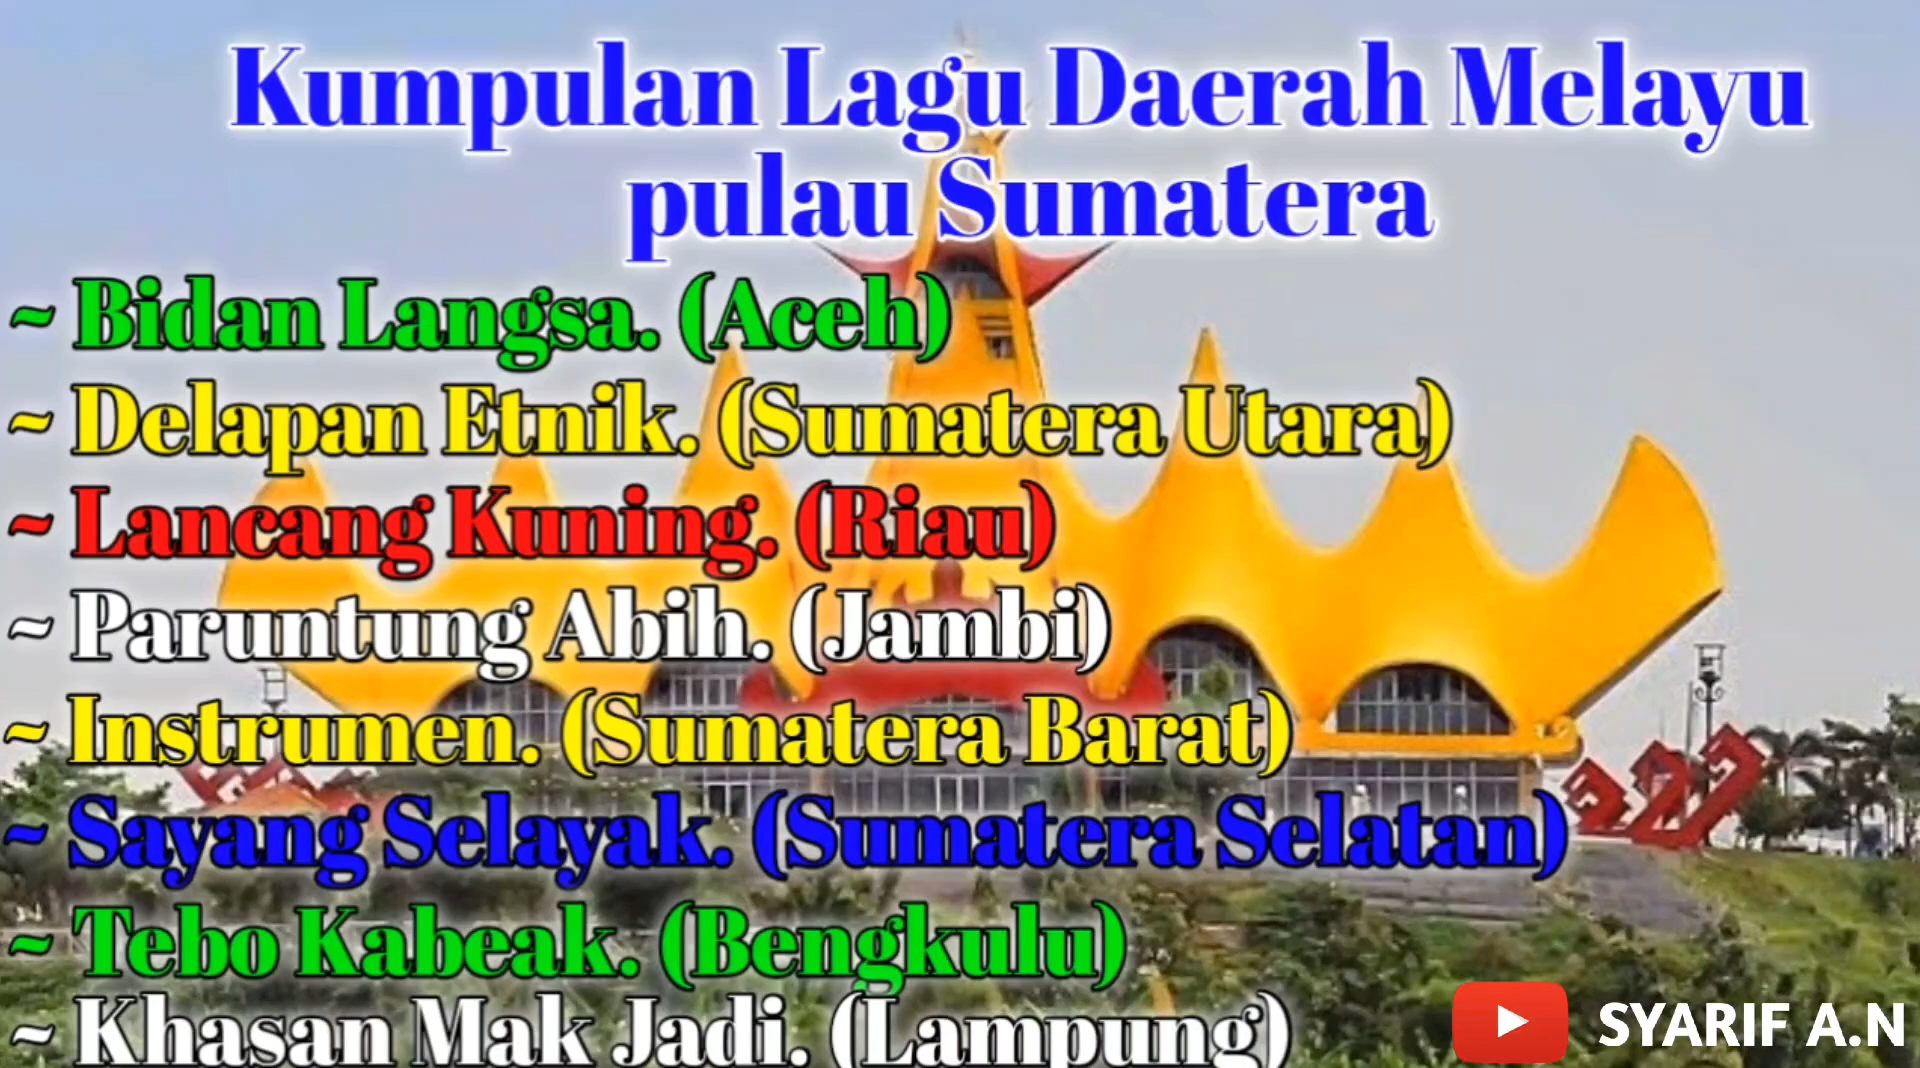 Kumpulan Lagu Daerah Melayu
pulau Sumatera
~ Bidan Langsa. (Aceh)
~ Delapan Etnik. (Sumatera Utara)
~ Lancang Kuning. (Riau)
~ Paruntung Abih. (Jambi)
~ Instrumen. (Sumatera Barat)
~ Sayang Selayak. (Sumatera Selatan)
~ Tebo Kabeak. (Bengkulu)
~ Khasan Mak Jadi. (Lampung)
SYARIF A.N